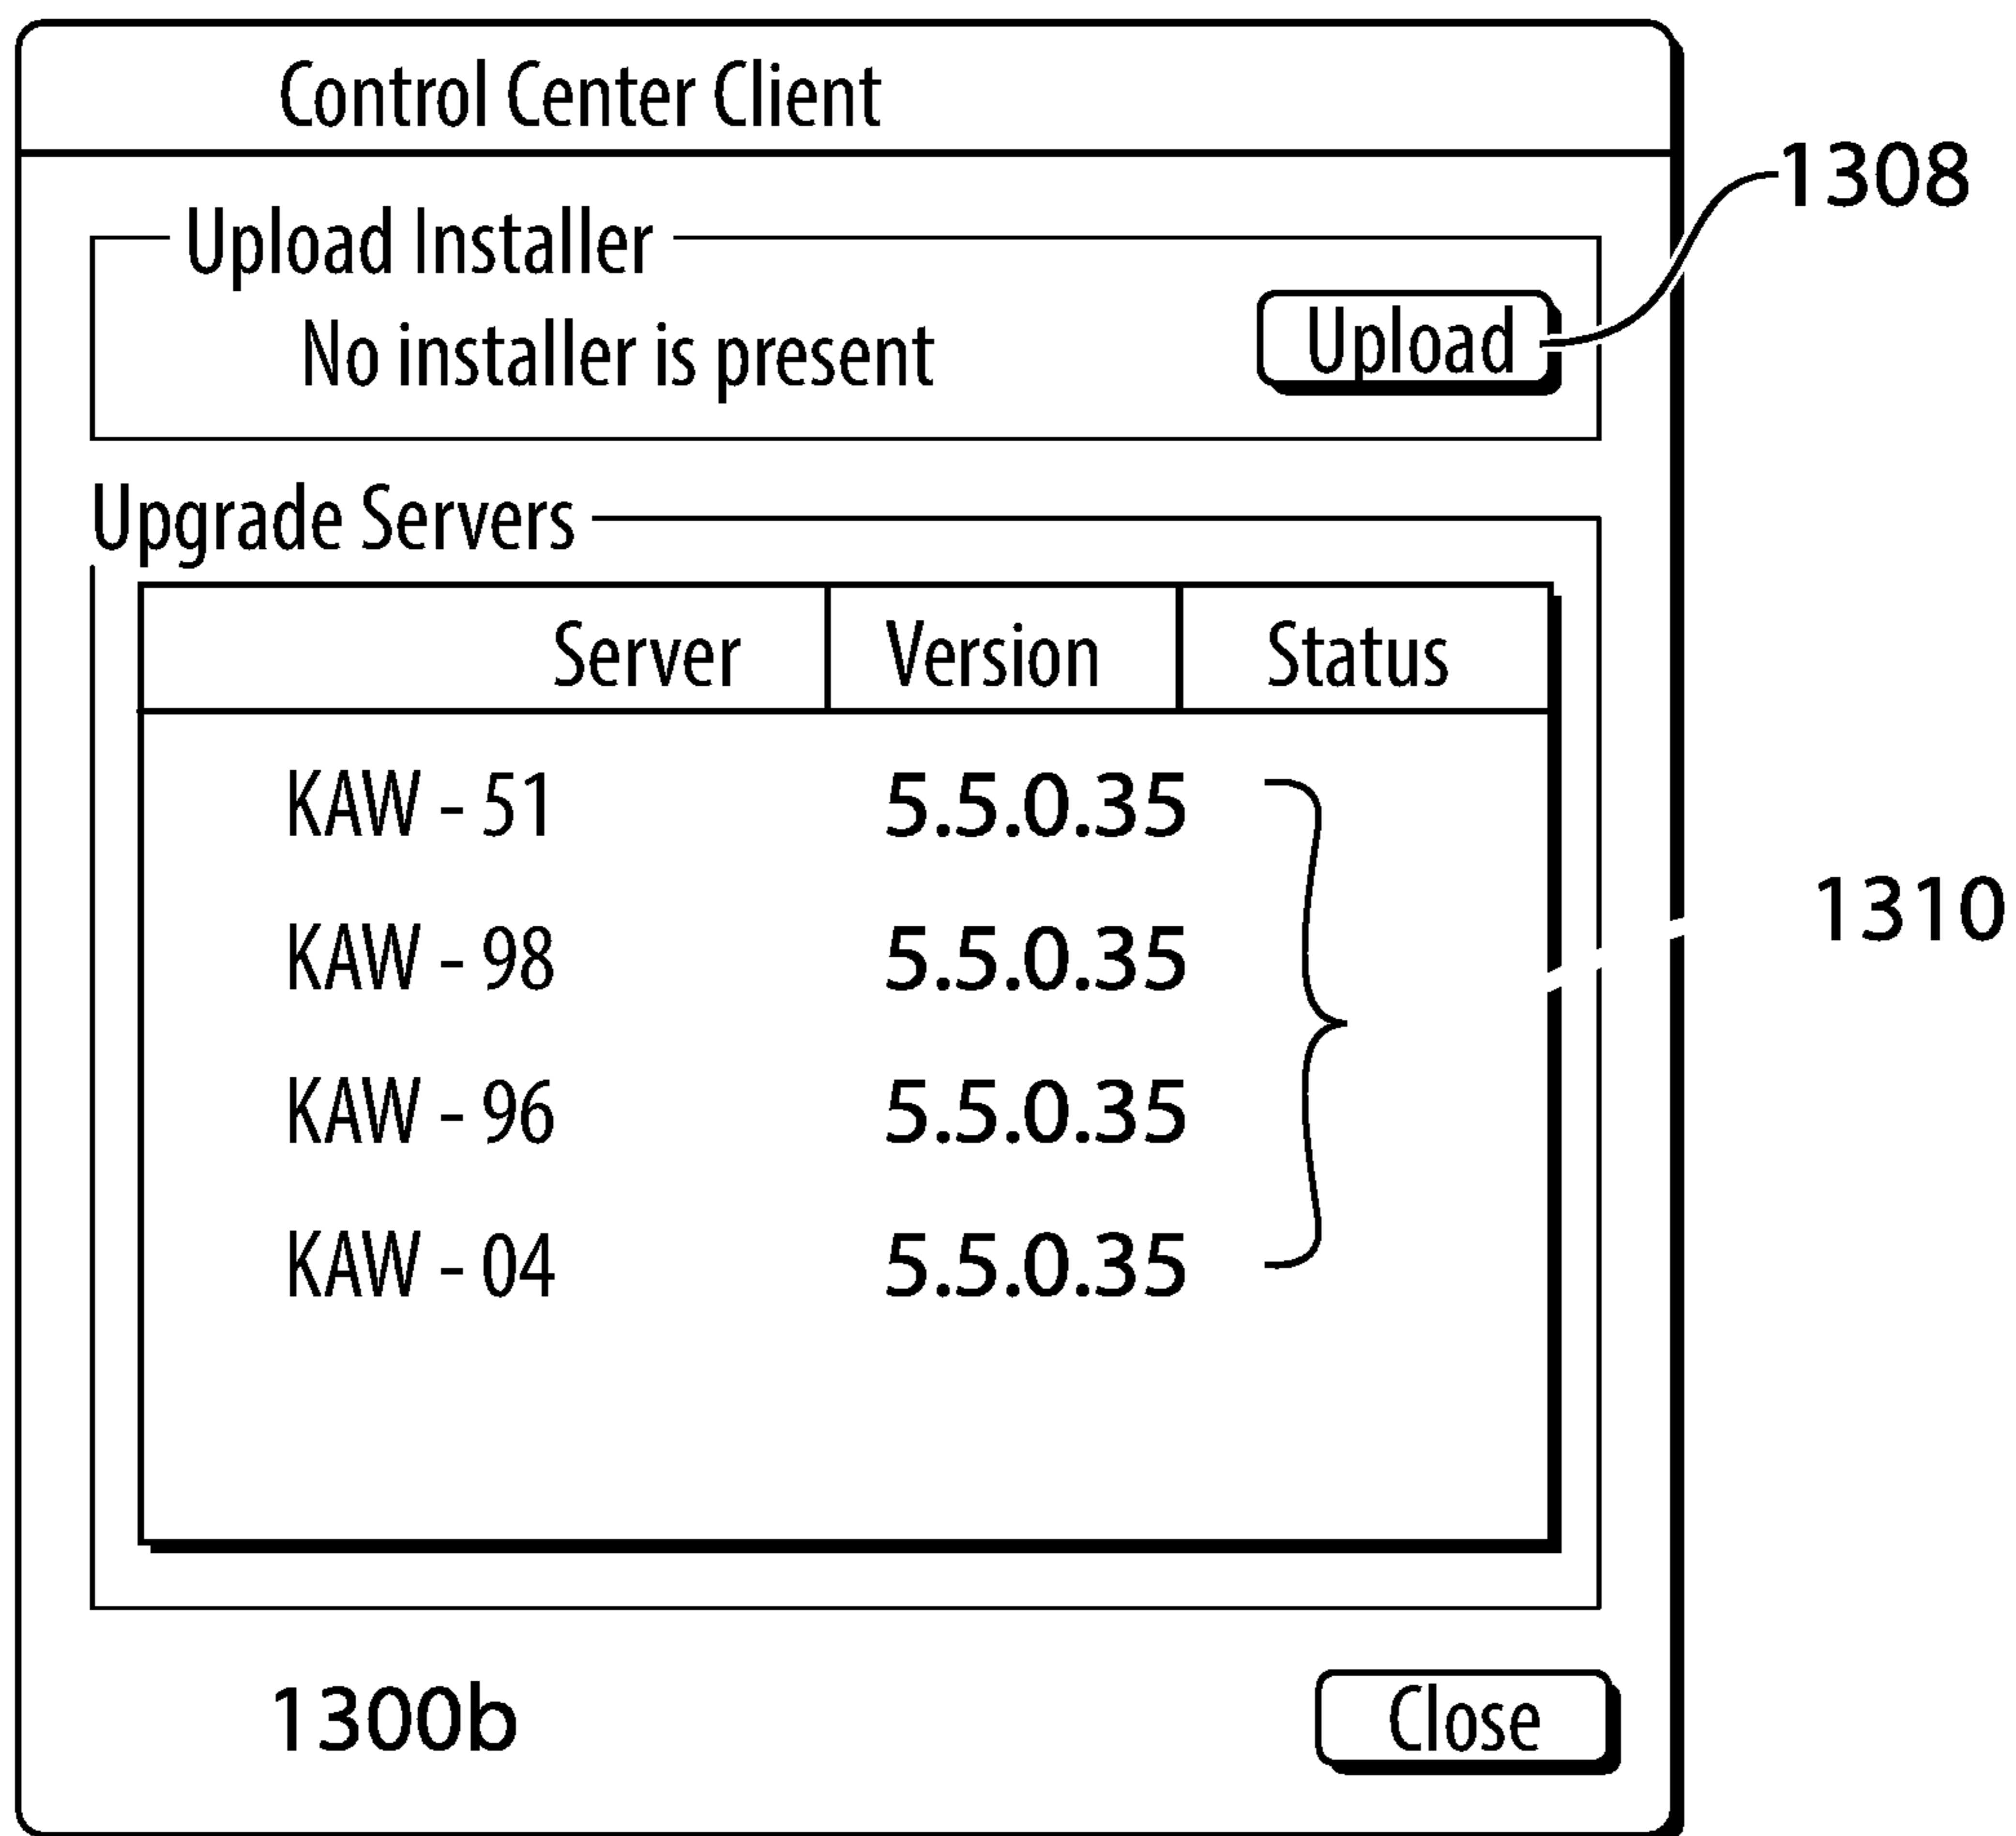 Control Center Client
1308
Upload Installer
No installer is present Upload
Upgrade Servers
Server Version Status
KAW - 51 5.5.0.35
1310
KAW - 98 5.5.0.35
KAW - 96 5.5.0.35
KAW - 04 5.5.0.35
1300b Close